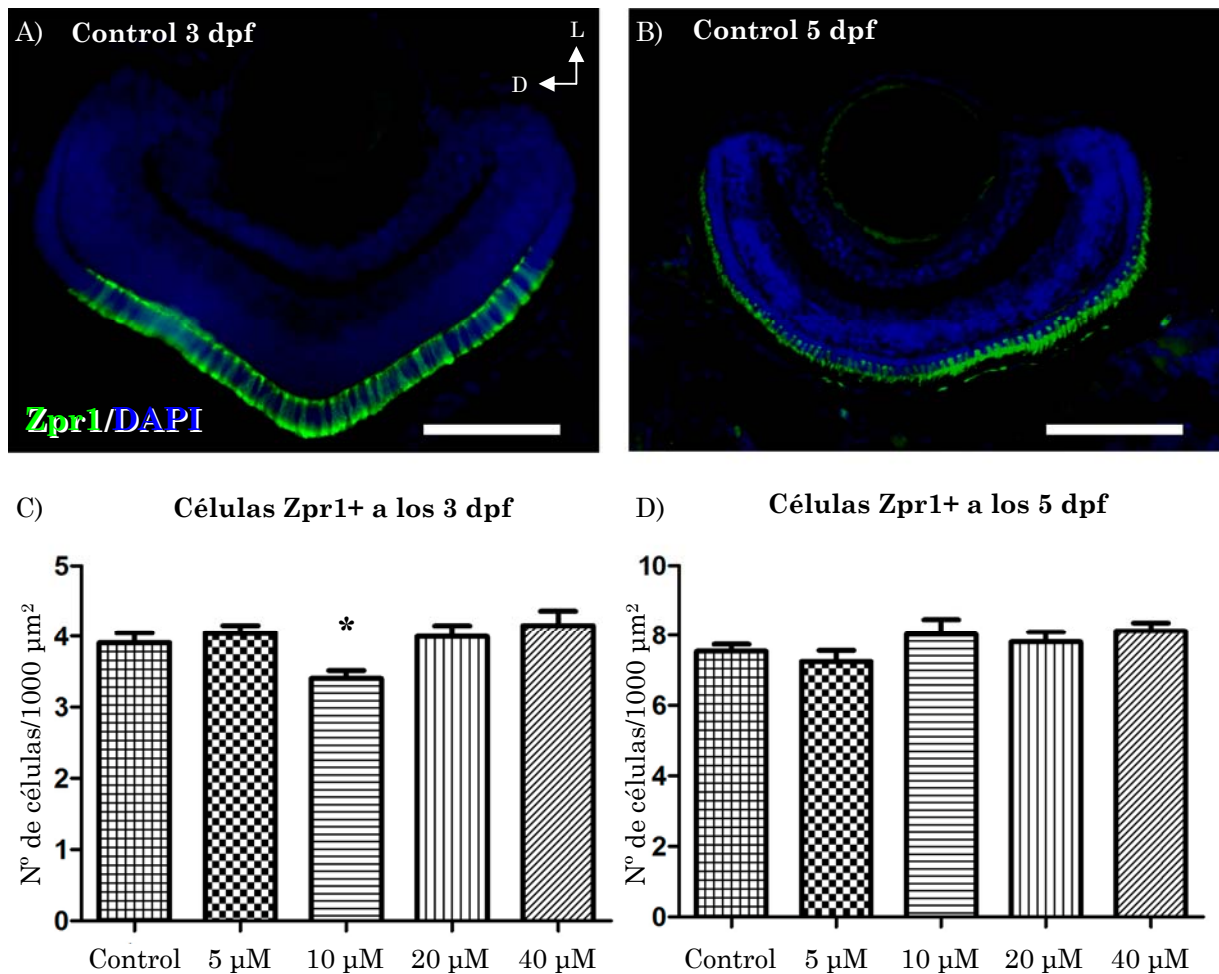 A) Control 3 dpf
L
D
Zpr1/DAPI
B) Control 5 dpf
C) Células Zpr1+ a los 3 dpf
Nº de células/1000 µm²
5
4
3
2
1
0
*
Control 5 µM 10 µM 20 µM 40 µM
D) Células Zpr1+ a los 5 dpf
Nº de células/1000 µm²
10
8
6
4
2
0
Control 5 µM 10 µM 20 µM 40 µM